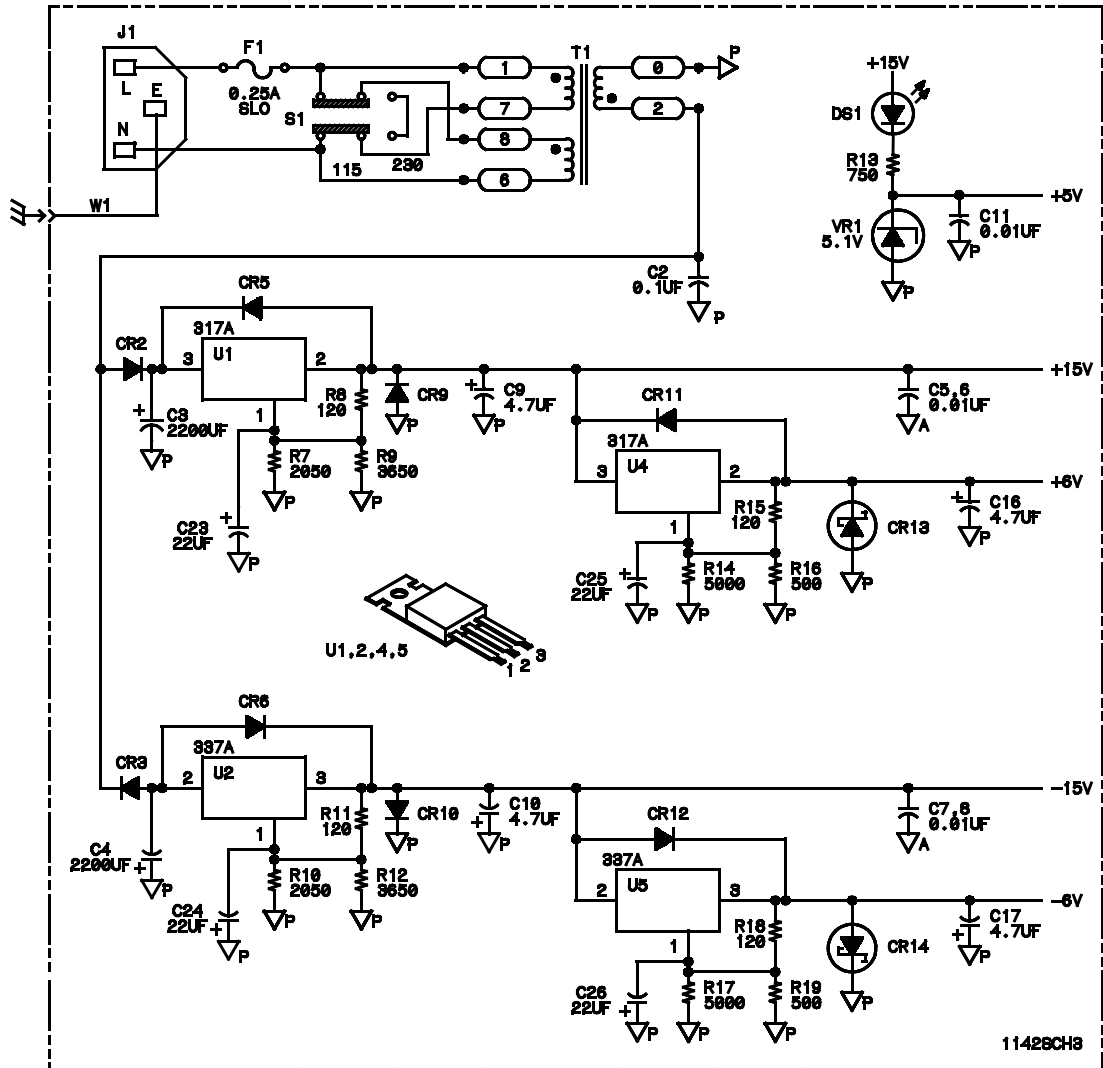 J1
L
E
N
F1
0.25A
SLO
S1
115
230
1
7
8
6
T1
0
2
P
+15V
DS1
R13
750
+5V
VR1
5.1V
C11
0.01UF
P
P
W1
C2
0.1UF
P
CR5
317A
CR2
3
U1
2
1
C3
2200UF
P
R8
120
CR9
P
C9
4.7UF
P
R7
2050
P
R9
3650
P
C23
22UF
P
+15V
C5,6
0.01UF
A
CR11
317A
3
U4
2
1
+6V
R15
120
CR13
P
C16
4.7UF
P
C25
22UF
P
R14
5000
P
R16
500
P
U1,2,4,5
1 2 3
CR6
337A
CR3
2
U2
3
1
C4
2200UF
P
R11
120
CR10
P
C10
4.7UF
P
R10
2050
P
R12
3650
P
C24
22UF
P
-15V
C7,8
0.01UF
A
CR12
337A
2
U5
3
1
-6V
R18
120
CR14
P
C17
4.7UF
P
C26
22UF
P
R17
5000
P
R19
500
P
1142SCH3